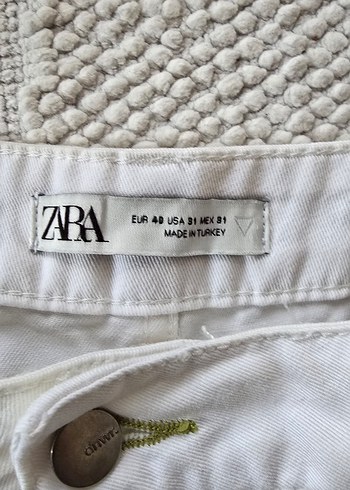 ZARA
EUR 40 USA 31 MEX 31
MADE IN TURKEY